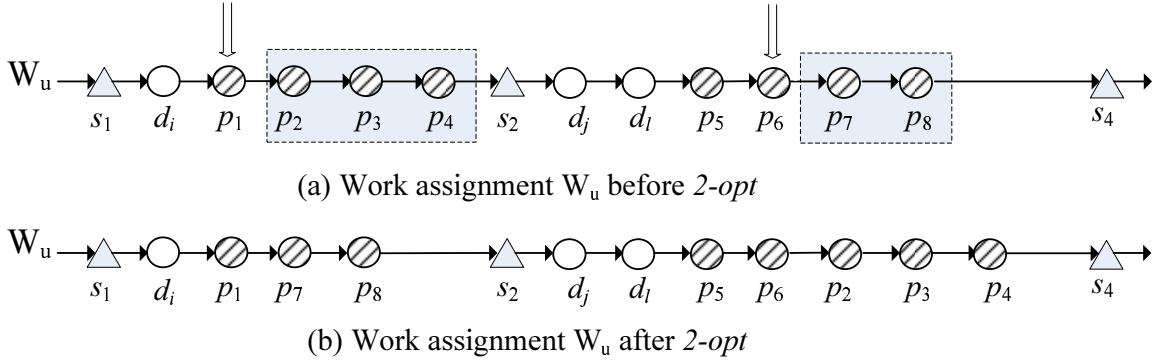 W_u
s_1 d_i p_1 p_2 p_3 p_4 s_2 d_j d_l p_5 p_6 p_7 p_8 s_4
(a) Work assignment W_u before 2-opt
W_u
s_1 d_i p_1 p_7 p_8 s_2 d_j d_l p_5 p_6 p_2 p_3 p_4 s_4
(b) Work assignment W_u after 2-opt